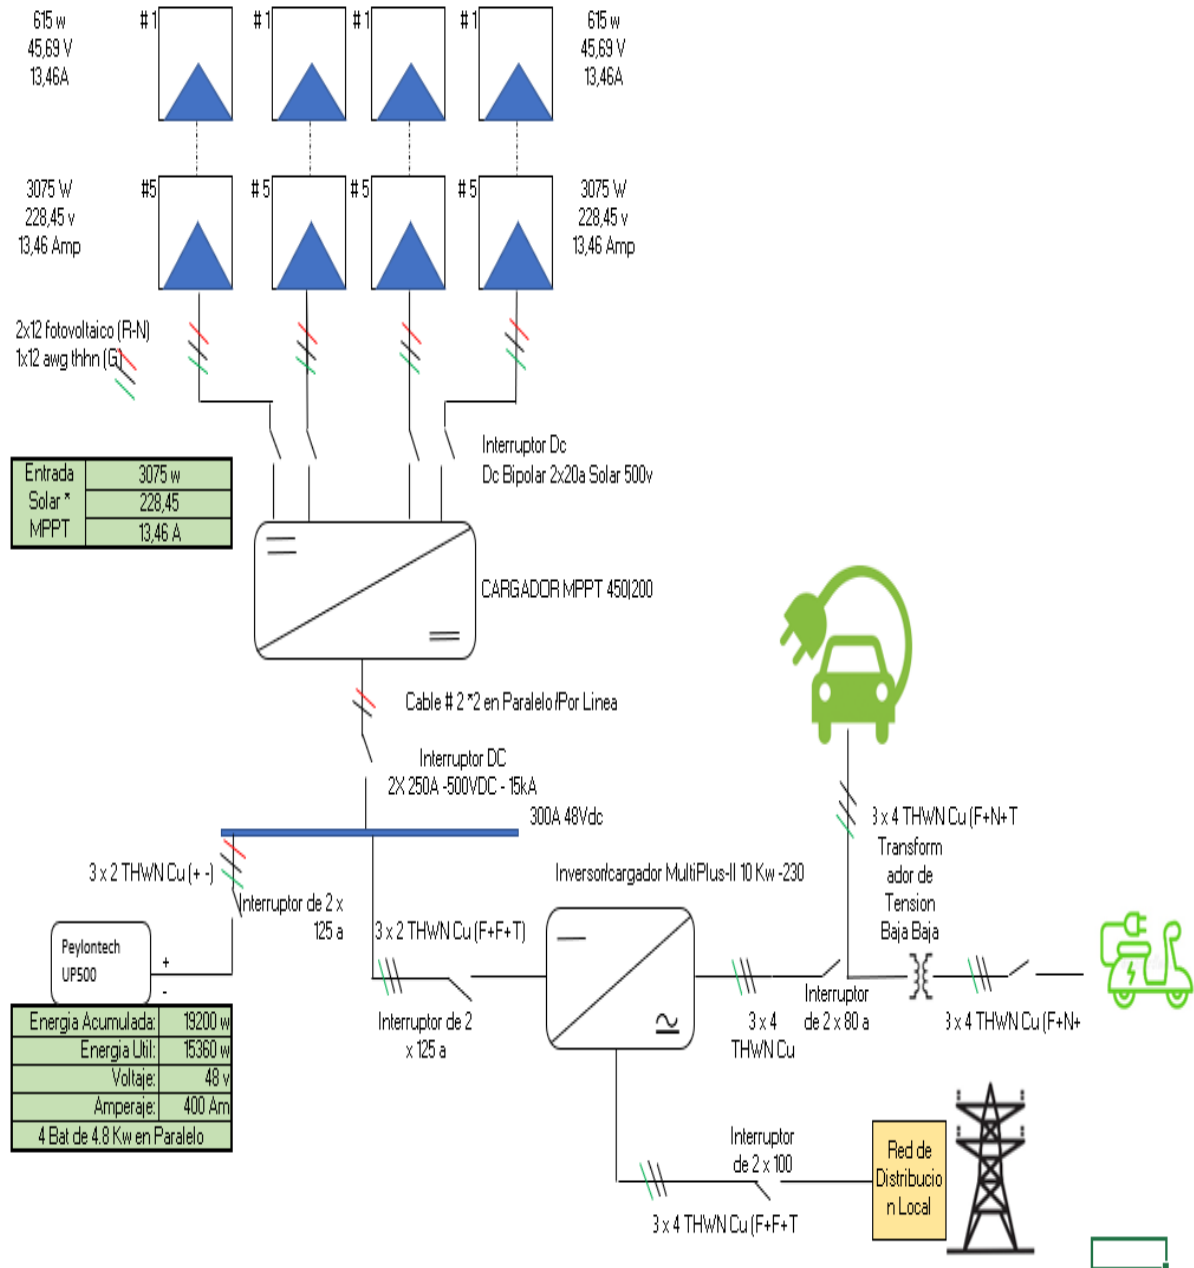 615 w
45,69 V
13,46A
# 1
# 1
# 1
# 1
615 w
45,69 V
13,46A
3075 W
228,45 v
13,46 Amp
#5
# 5
# 5
# 5
3075 W
228,45 v
13,46 Amp
2x12 fotovoltaico (R-N)
1x12 awg thhn (G)
Interruptor Dc
Dc Bipolar 2x20a Solar 500v
Entrada
Solar *
MPPT
3075 w
228,45
13,46 A
CARGADOR MPPT 450|200
Cable # 2 *2 en Paralelo /Por Linea
Interruptor DC
2X 250A -500VDC - 15kA
300A 48Vdc
3 x 2 THWN Cu (+ -)
Interruptor de 2 x
125 a
3 x 2 THWN Cu (F+F+T)
Interruptor de 2
x 125 a
Inversor/cargador MultiPlus-II 10 Kw -230
3 x 4 THWN Cu (F+N+T
Transform
ador de
Tension
Baja Baja
Peylontech
UP500
+
-
Energia Acumulada: 19200 w
Energia Util: 15360 w
Voltaje: 48 v
Amperaje: 400 Am
4 Bat de 4.8 Kw en Paralelo
3 x 4
THWN Cu
Interruptor
de 2 x 80 a
3 x 4 THWN Cu (F+N+
Interruptor
de 2 x 100
3 x 4 THWN Cu (F+F+T
Red de
Distribucio
n Local